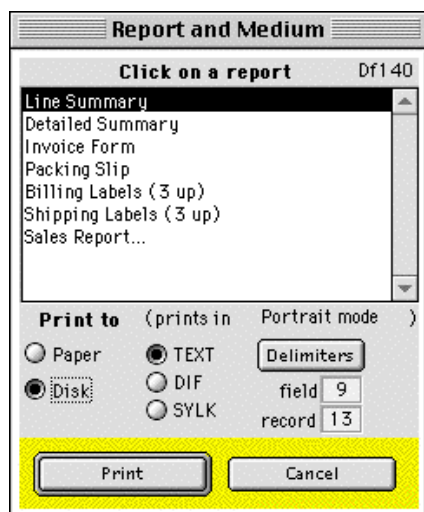 Report and Medium
Click on a report Df140
Line Summary
Detailed Summary
Invoice Form
Packing Slip
Billing Labels (3 up)
Shipping Labels (3 up)
Sales Report...
Print to (prints in Portrait mode )
Paper TEXT Delimiters
Disk DIF field 9
SYLK record 13
Print Cancel